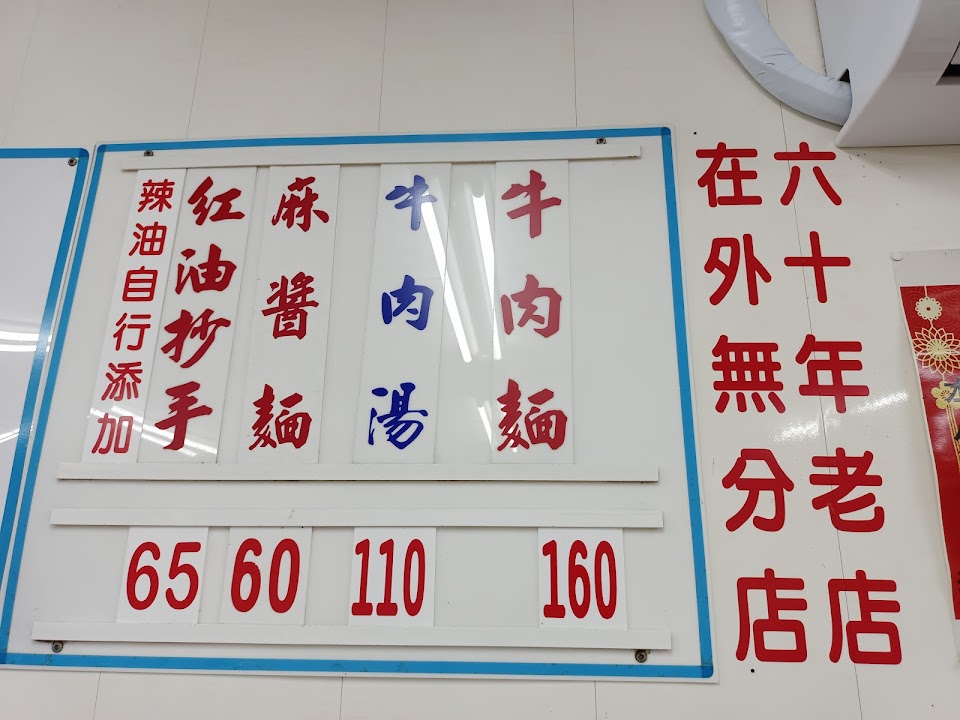 六十年老店
在外無分店
牛肉麵
牛肉湯
麻醬麵
紅油抄手
辣油自行添加
160
110
60
65